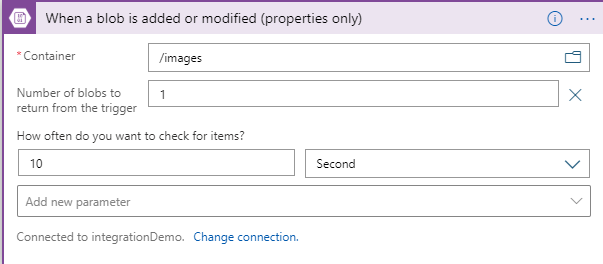 When a blob is added or modified (properties only)
* Container
/images
Number of blobs to
return from the trigger
1
How often do you want to check for items?
10
Second
Add new parameter
Connected to integrationDemo. Change connection.